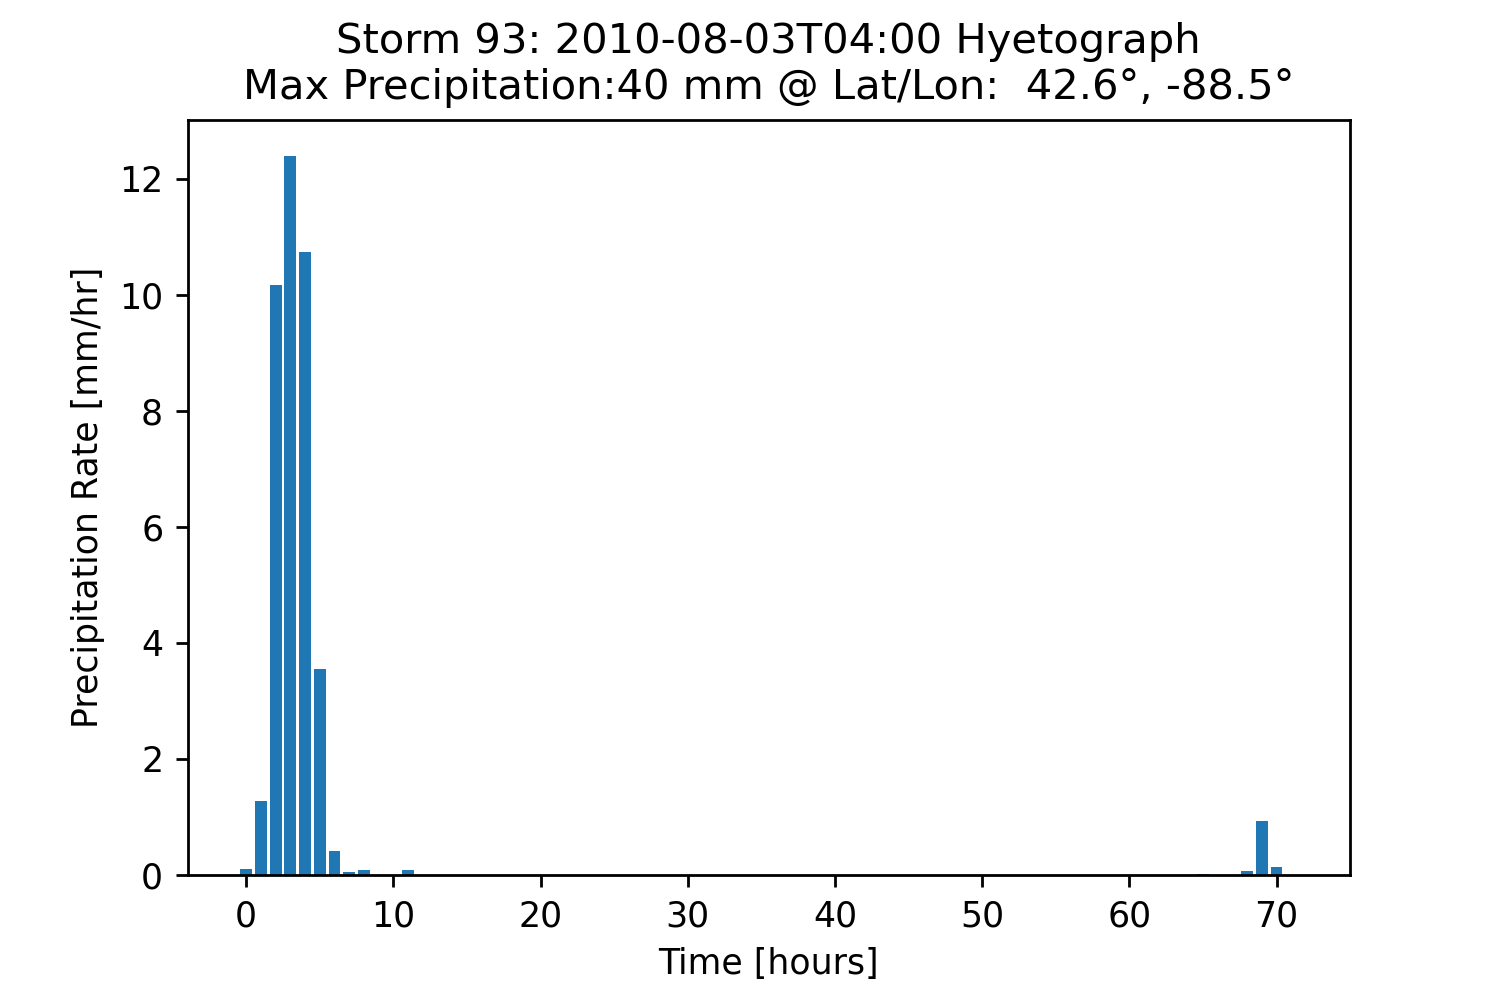 Storm 93: 2010-08-03T04:00 Hyetograph
Max Precipitation:40 mm @ Lat/Lon:  42.6°, -88.5°
Precipitation Rate [mm/hr]
12
10
8
6
4
2
0
0 10 20 30 40 50 60 70
Time [hours]